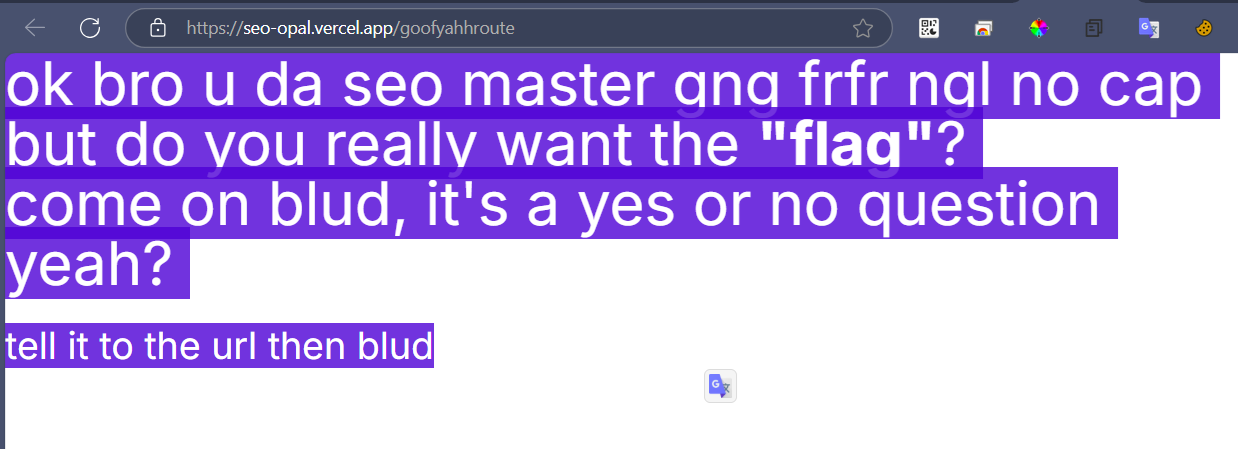 https://seo-opal.vercel.app/goofyahhroute
ok bro u da seo master gng frfr ngl no cap
but do you really want the "flag"?
come on blud, it's a yes or no question
yeah?
tell it to the url then blud